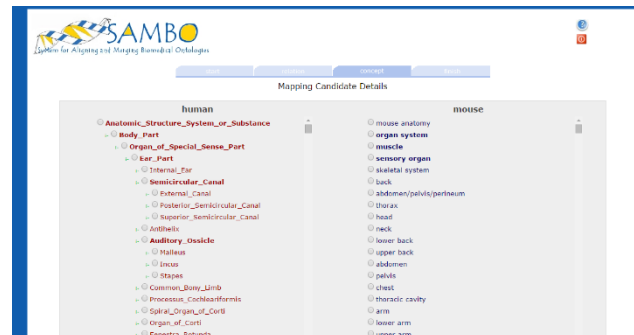 SAMBO
System for Aligning and Merging Biomedical Ontologies
concept
Mapping Candidate Details
human
Anatomic_Structure_System_or_Substance
Body_Part
Organ_of_Special_Sense_Part
Ear_Part
Internal_Ear
Semicircular_Canal
External_Canal
Posterior_Semicircular_Canal
Superior_Semicircular_Canal
Antihelix
Auditory_Ossicle
Malleus
Incus
Stapes
Common_Bony_Limb
Processus_Cochleariformis
Spiral_Organ_of_Corti
Organ_of_Corti
Fenestra_Rotunda
mouse
mouse anatomy
organ system
muscle
sensory organ
skeletal system
back
abdomen/pelvis/perineum
thorax
head
neck
lower back
upper back
abdomen
pelvis
chest
thoracic cavity
arm
lower arm
upper arm